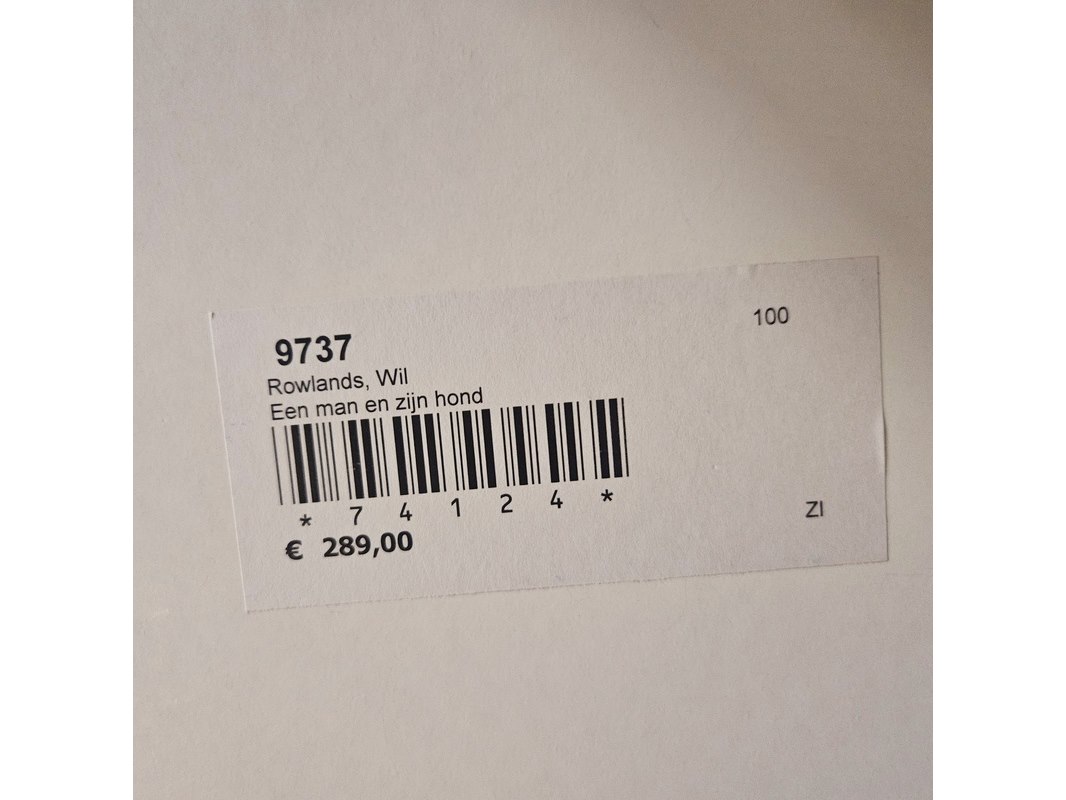 9737
100
Rowlands, Wil
Een man en zijn hond
* 7 4 1 2 4 *
ZI
€ 289,00